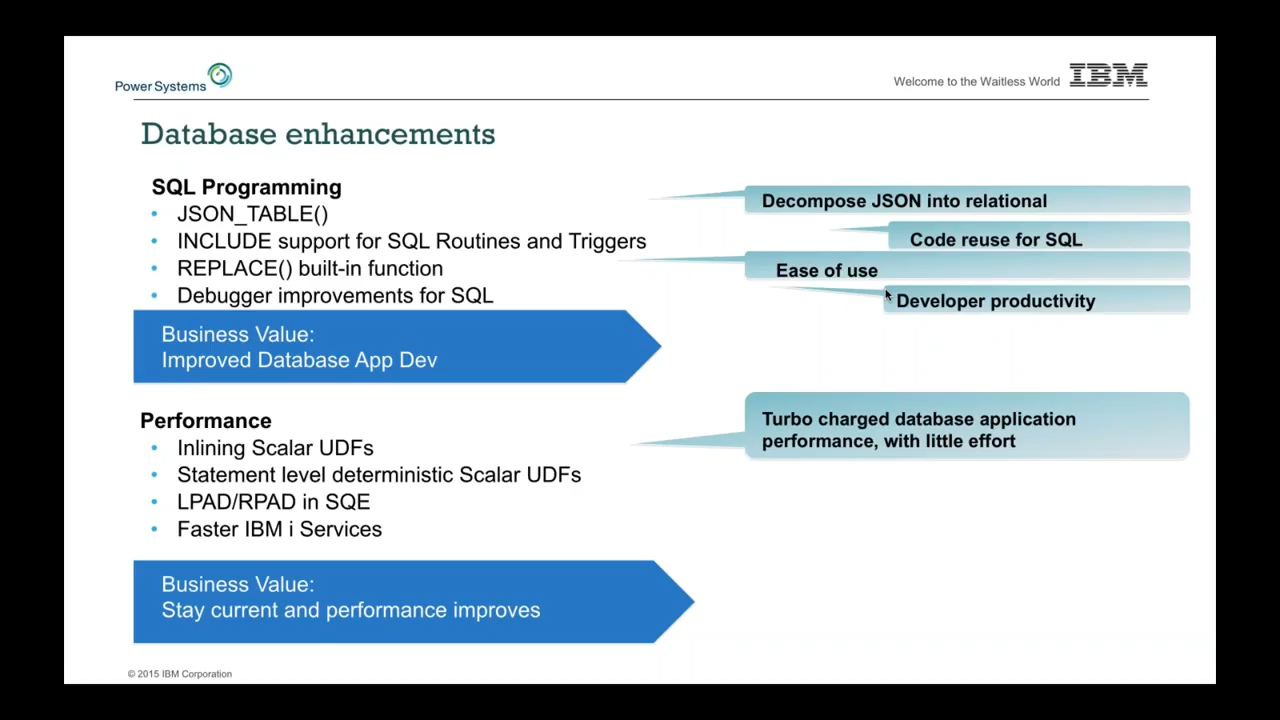 Power Systems
Welcome to the Waitless World
IBM
Database enhancements
SQL Programming
• JSON_TABLE()
• INCLUDE support for SQL Routines and Triggers
• REPLACE() built-in function
• Debugger improvements for SQL
Decompose JSON into relational
Code reuse for SQL
Ease of use
Developer productivity
Business Value:
Improved Database App Dev
Performance
• Inlining Scalar UDFs
• Statement level deterministic Scalar UDFs
• LPAD/RPAD in SQE
• Faster IBM i Services
Turbo charged database application
performance, with little effort
Business Value:
Stay current and performance improves
© 2015 IBM Corporation